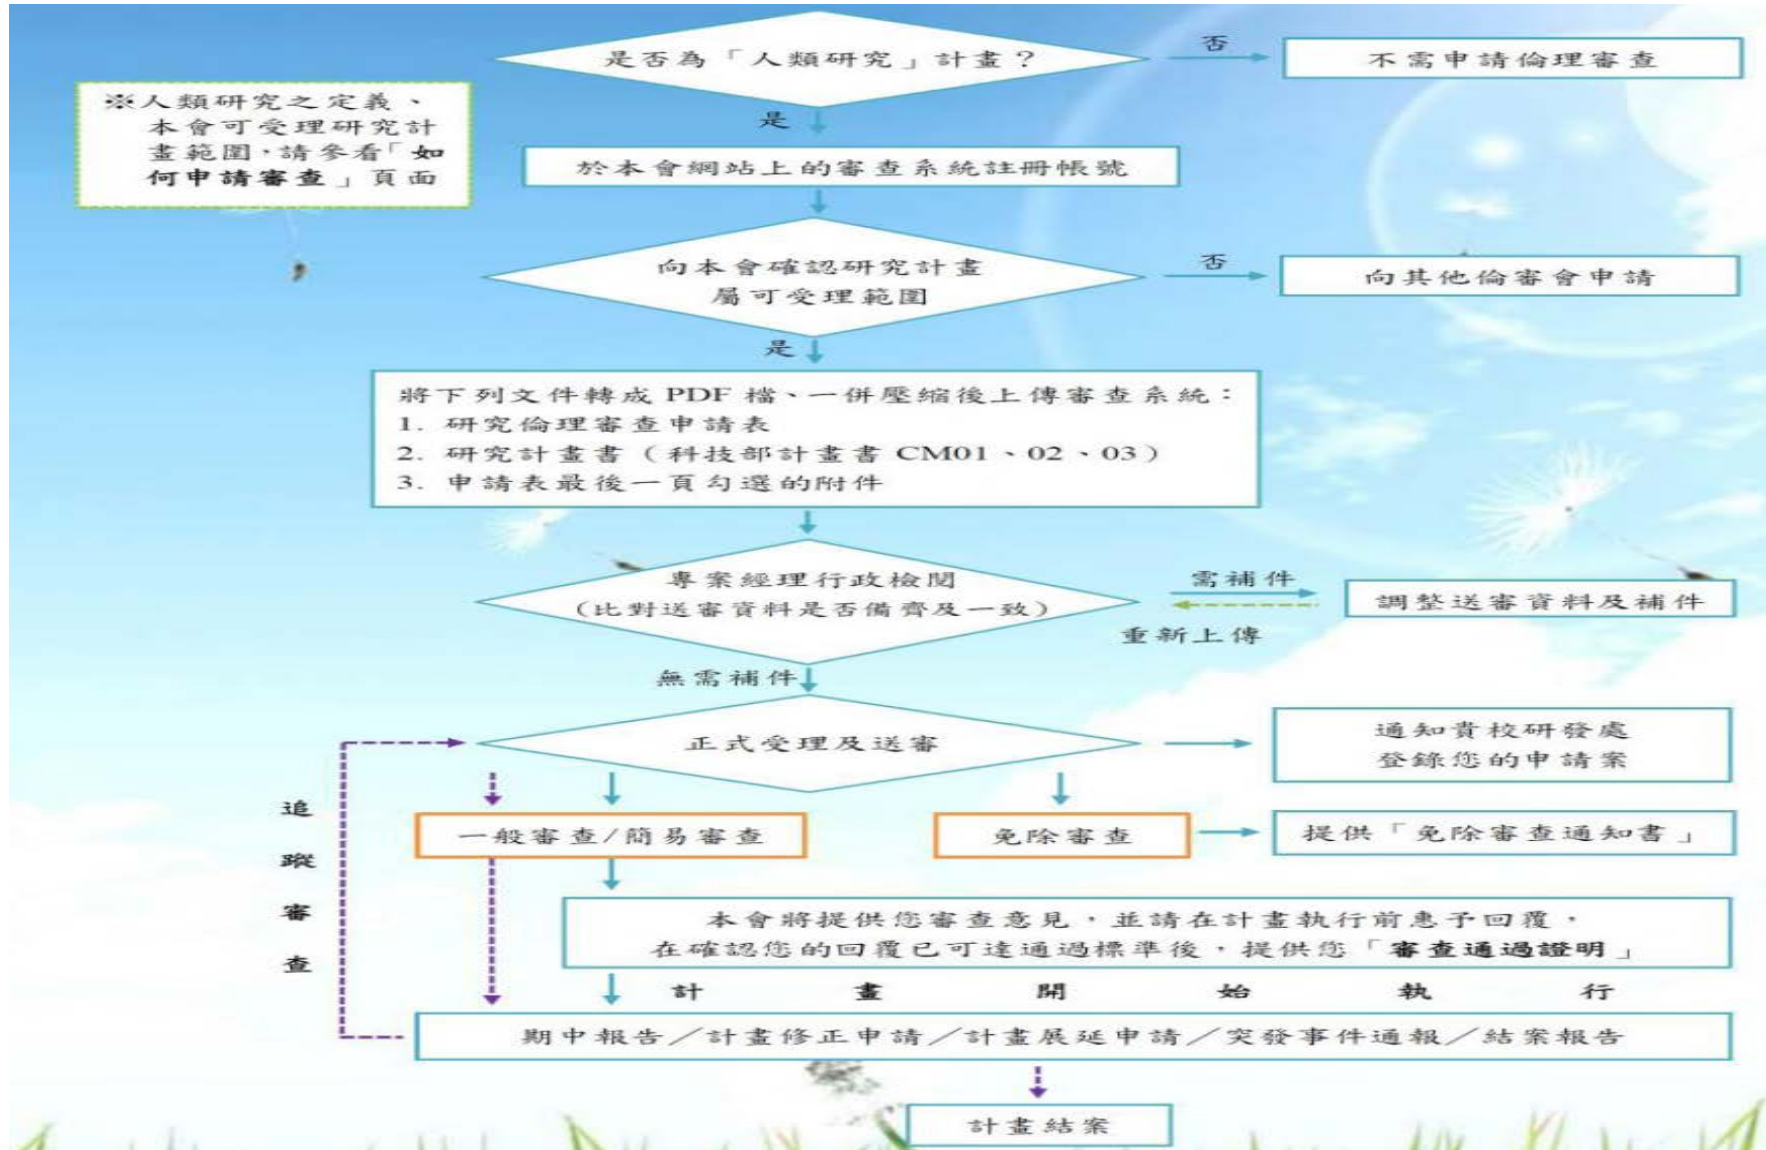 是否為「人類研究」計畫？
否
不需申請倫理審查
※人類研究之定義、
本會可受理研究計
畫範圍，請參看「如
何申請審查」頁面
是
於本會網站上的審查系統註冊帳號
向本會確認研究計畫
屬可受理範圍
否
向其他倫審會申請
是
將下列文件轉成 PDF 檔、一併壓縮後上傳審查系統：
1. 研究倫理審查申請表
2. 研究計畫書（科技部計畫書 CM01、02、03）
3. 申請表最後一頁勾選的附件
專案經理行政檢閱
（比對送審資料是否備齊及一致）
需補件
調整送審資料及補件
重新上傳
無需補件
正式受理及送審
通知貴校研發處
登錄您的申請案
追蹤審查
一般審查/簡易審查
免除審查
提供「免除審查通知書」
本會將提供您審查意見，並請在計畫執行前惠予回覆，
在確認您的回覆已可達通過標準後，提供您「審查通過證明」
計畫開始執行
期中報告／計畫修正申請／計畫展延申請／突發事件通報／結案報告
計畫結案